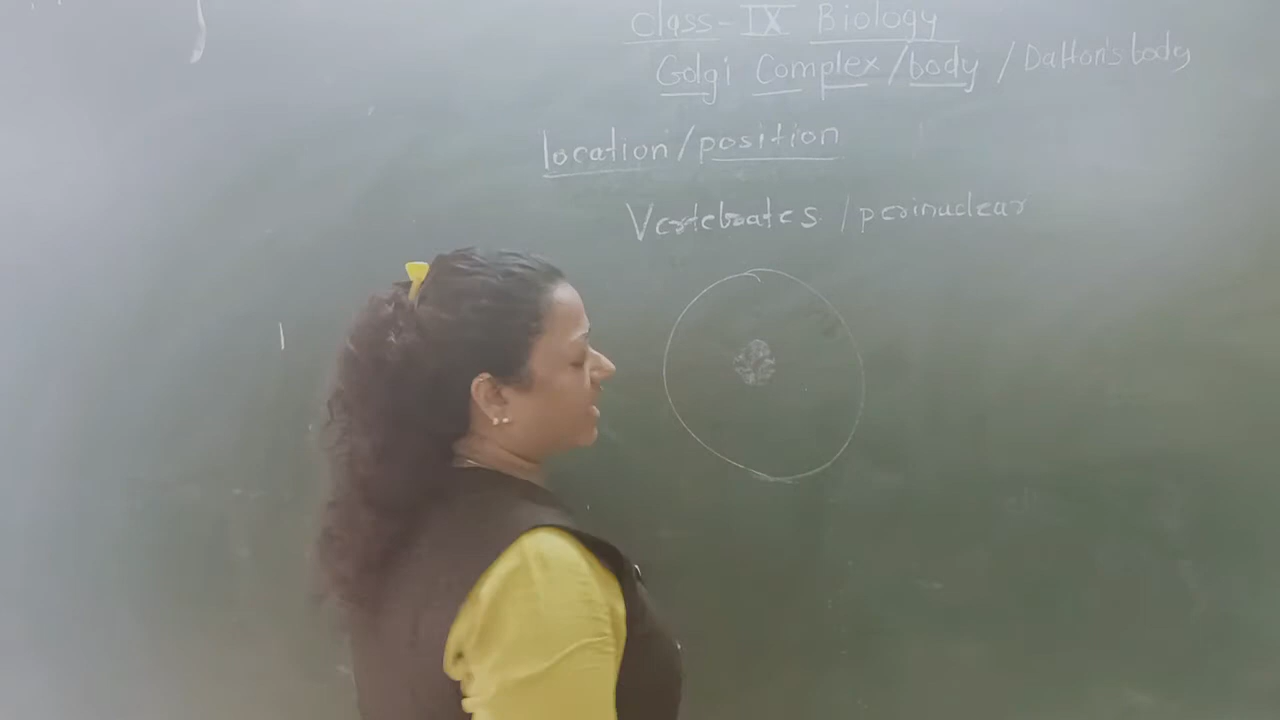 Class-IX Biology
Golgi Complex/body / Dalton's body
location/position
Vertebrates / perinuclear